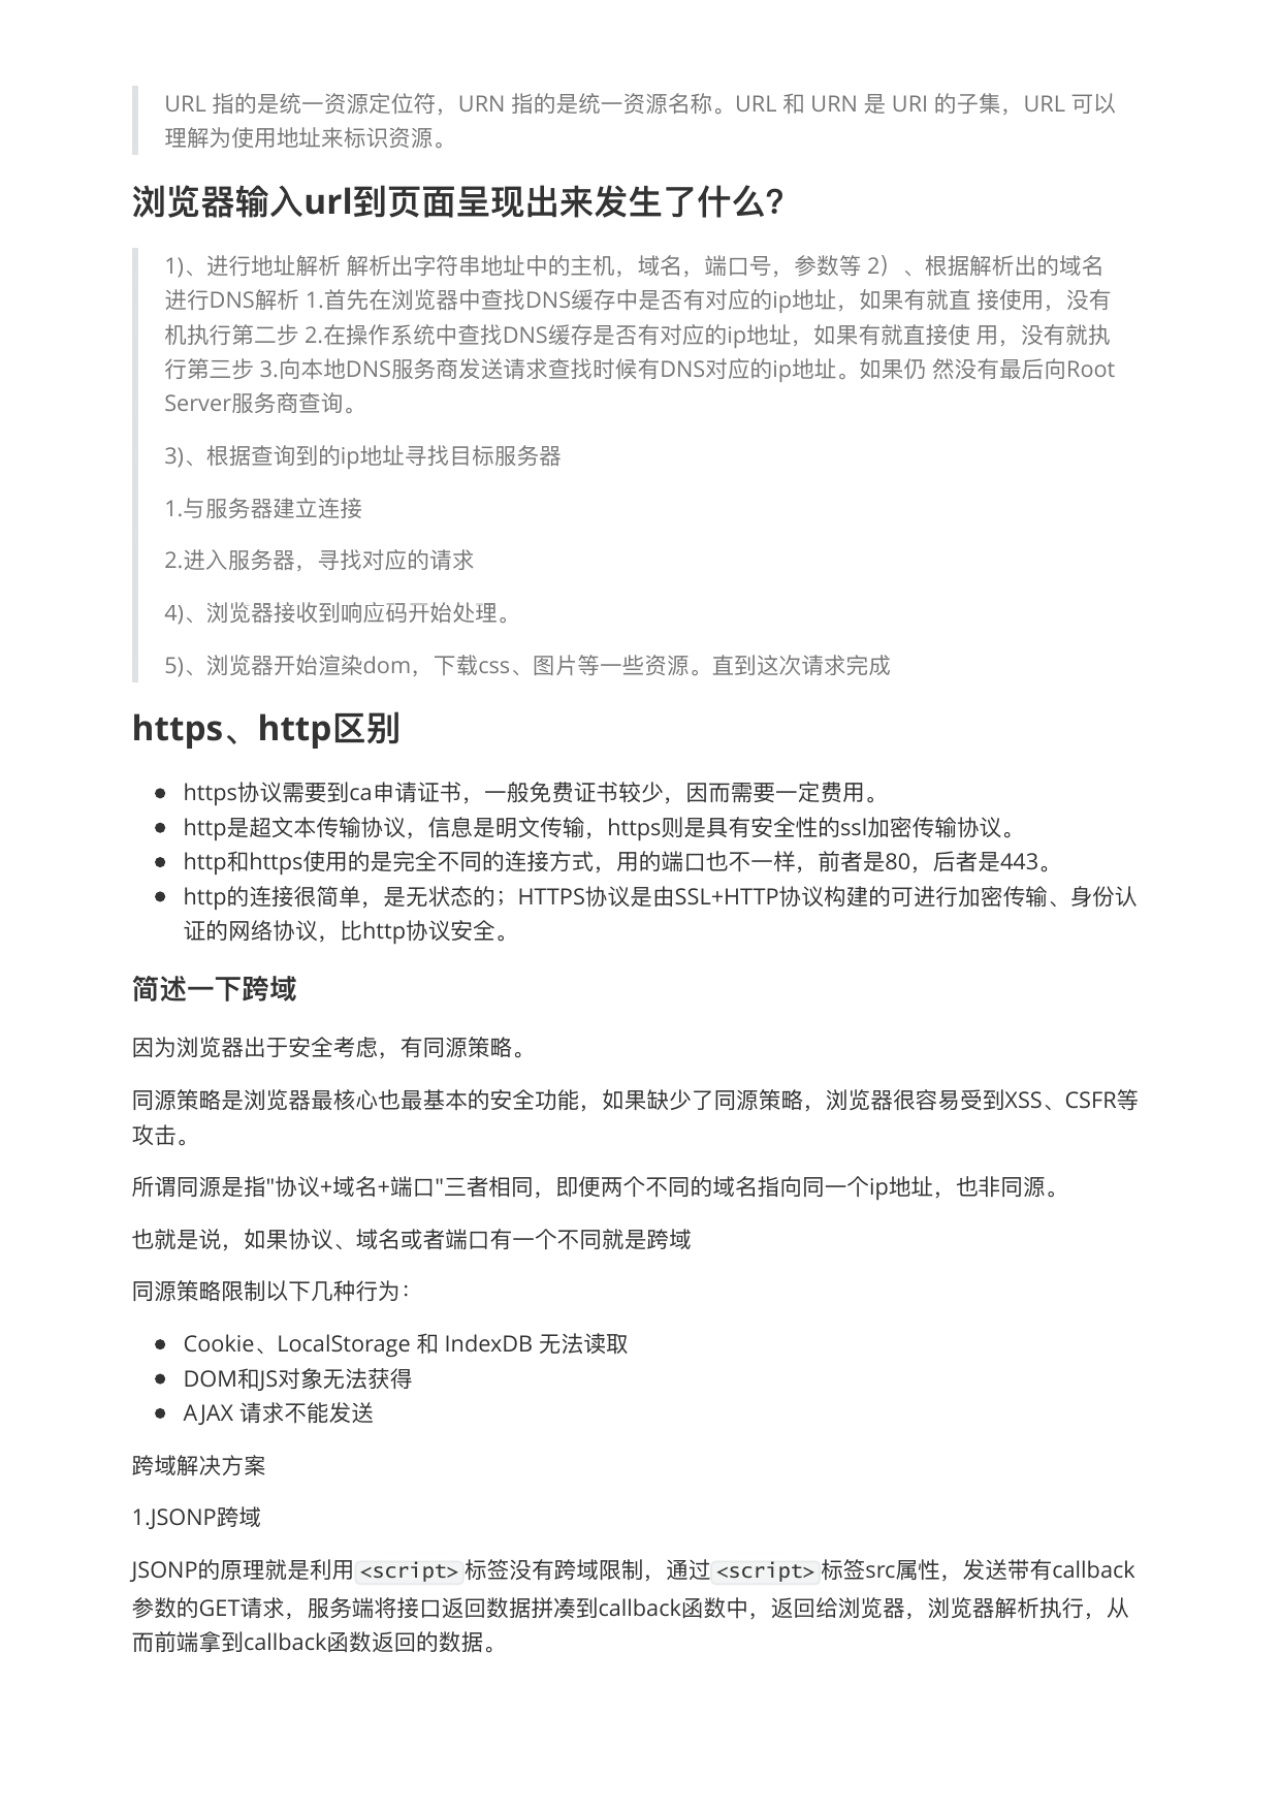 URL 指的是统一资源定位符，URN 指的是统一资源名称。URL 和 URN 是 URI 的子集，URL 可以
理解为使用地址来标识资源。
浏览器输入url到页面呈现出来发生了什么？
1)、进行地址解析 解析出字符串地址中的主机，域名，端口号，参数等 2）、根据解析出的域名
进行DNS解析 1.首先在浏览器中查找DNS缓存中是否有对应的ip地址，如果有就直 接使用，没有
机执行第二步 2.在操作系统中查找DNS缓存是否有对应的ip地址，如果有就直接使 用，没有就执
行第三步 3.向本地DNS服务商发送请求查找时候有DNS对应的ip地址。如果仍 然没有最后向Root
Server服务商查询。
3)、根据查询到的ip地址寻找目标服务器
1.与服务器建立连接
2.进入服务器，寻找对应的请求
4)、浏览器接收到响应码开始处理。
5)、浏览器开始渲染dom，下载css、图片等一些资源。直到这次请求完成
https、http区别
• https协议需要到ca申请证书，一般免费证书较少，因而需要一定费用。
• http是超文本传输协议，信息是明文传输，https则是具有安全性的ssl加密传输协议。
• http和https使用的是完全不同的连接方式，用的端口也不一样，前者是80，后者是443。
• http的连接很简单，是无状态的；HTTPS协议是由SSL+HTTP协议构建的可进行加密传输、身份认
证的网络协议，比http协议安全。
简述一下跨域
因为浏览器出于安全考虑，有同源策略。
同源策略是浏览器最核心也最基本的安全功能，如果缺少了同源策略，浏览器很容易受到XSS、CSFR等
攻击。
所谓同源是指"协议+域名+端口"三者相同，即便两个不同的域名指向同一个ip地址，也非同源。
也就是说，如果协议、域名或者端口有一个不同就是跨域
同源策略限制以下几种行为：
• Cookie、LocalStorage 和 IndexDB 无法读取
• DOM和JS对象无法获得
• AJAX 请求不能发送
跨域解决方案
1.JSONP跨域
JSONP的原理就是利用<script>标签没有跨域限制，通过<script>标签src属性，发送带有callback
参数的GET请求，服务端将接口返回数据拼凑到callback函数中，返回给浏览器，浏览器解析执行，从
而前端拿到callback函数返回的数据。